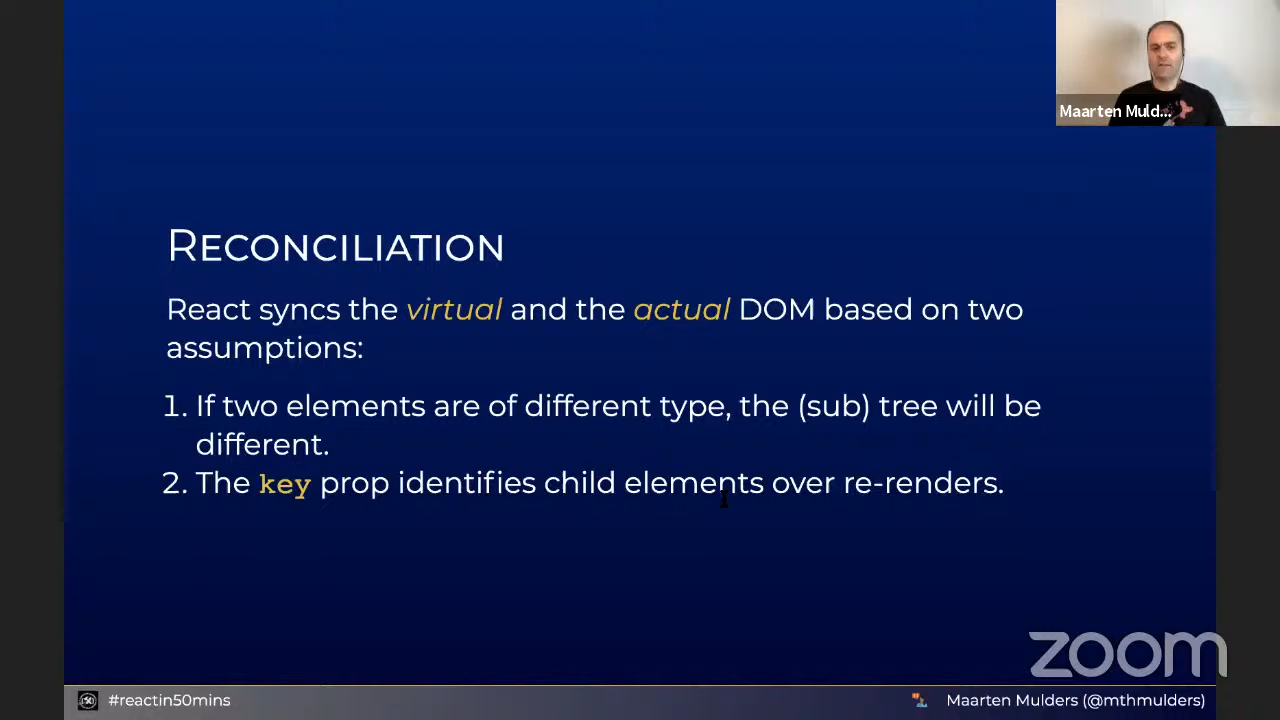 Maarten Muld...
RECONCILIATION
React syncs the virtual and the actual DOM based on two
assumptions:
1. If two elements are of different type, the (sub) tree will be
different.
2. The key prop identifies child elements over re-renders.
zoom
#reactin50mins
Maarten Mulders (@mthmulders)